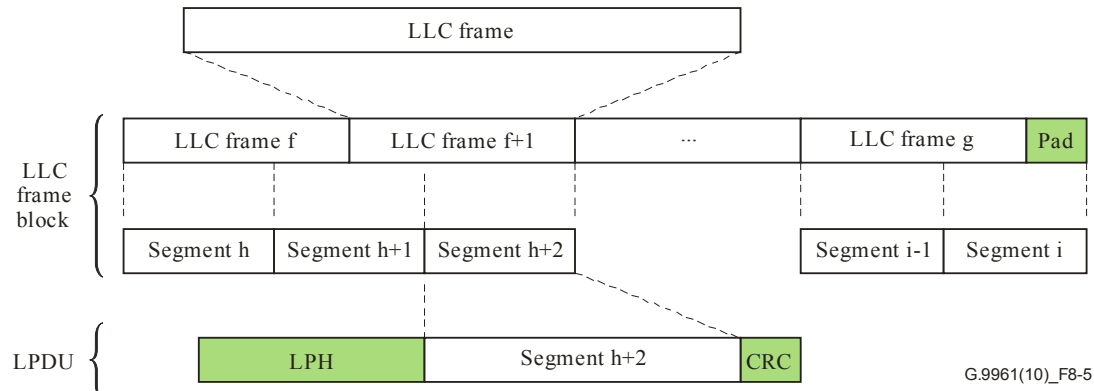 LLC frame
LLC frame f LLC frame f+1 ... LLC frame g Pad
LLC
frame
block
Segment h Segment h+1 Segment h+2 Segment i-1 Segment i
LPDU LPH Segment h+2 CRC
G.9961(10)_F8-5